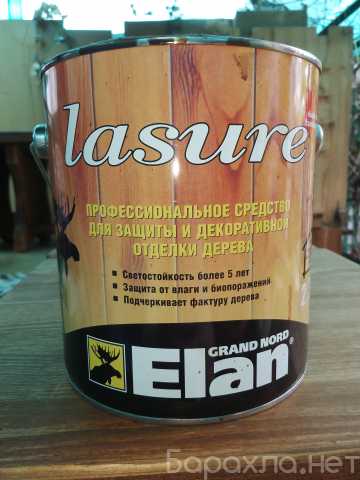 lasure
ПРОФЕССИОНАЛЬНОЕ СРЕДСТВО
ДЛЯ ЗАЩИТЫ И ДЕКОРАТИВНОЙ
ОТДЕЛКИ ДЕРЕВА
Светостойкость более 5 лет
Защита от влаги и биопоражений
Подчеркивает фактуру дерева
GRAND NORD
Elan®
Барахла.Нет